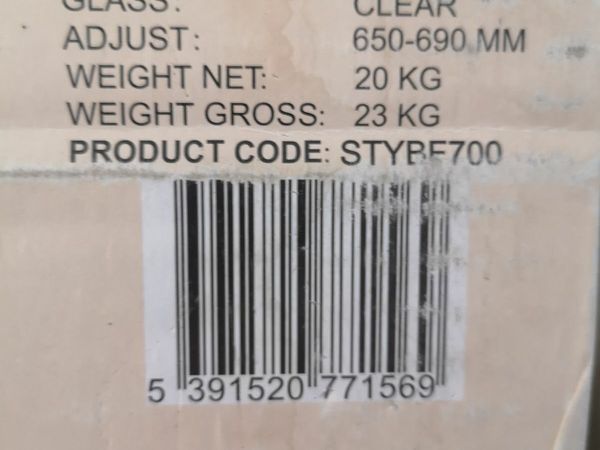 GLASS: CLEAR
ADJUST: 650-690 MM
WEIGHT NET: 20 KG
WEIGHT GROSS: 23 KG
PRODUCT CODE: STYBF700
5 391520 771569